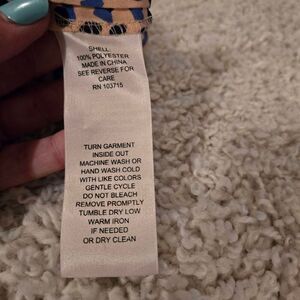 SHELL
100% POLYESTER
MADE IN CHINA
SEE REVERSE FOR
CARE
RN 103715
TURN GARMENT
INSIDE OUT
MACHINE WASH OR
HAND WASH COLD
WITH LIKE COLORS
GENTLE CYCLE
DO NOT BLEACH
REMOVE PROMPTLY
TUMBLE DRY LOW
WARM IRON
IF NEEDED
OR DRY CLEAN